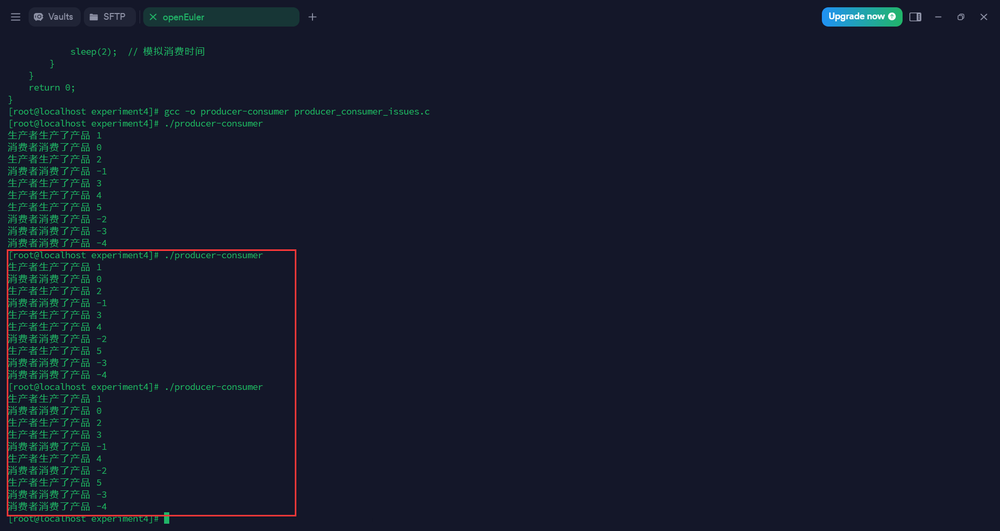 Vaults SFTP openEuler Upgrade now
sleep(2);  // 模拟消费时间
}
}
return 0;
}
[root@localhost experiment4]# gcc -o producer-consumer producer_consumer_issues.c
[root@localhost experiment4]# ./producer-consumer
生产者生产了产品 1
消费者消费了产品 0
生产者生产了产品 2
消费者消费了产品 -1
生产者生产了产品 3
生产者生产了产品 4
生产者生产了产品 5
消费者消费了产品 -2
消费者消费了产品 -3
消费者消费了产品 -4
[root@localhost experiment4]# ./producer-consumer
生产者生产了产品 1
消费者消费了产品 0
生产者生产了产品 2
消费者消费了产品 -1
生产者生产了产品 3
生产者生产了产品 4
消费者消费了产品 -2
生产者生产了产品 5
消费者消费了产品 -3
消费者消费了产品 -4
[root@localhost experiment4]# ./producer-consumer
生产者生产了产品 1
消费者消费了产品 0
生产者生产了产品 2
生产者生产了产品 3
消费者消费了产品 -1
生产者生产了产品 4
消费者消费了产品 -2
生产者生产了产品 5
消费者消费了产品 -3
消费者消费了产品 -4
[root@localhost experiment4]#